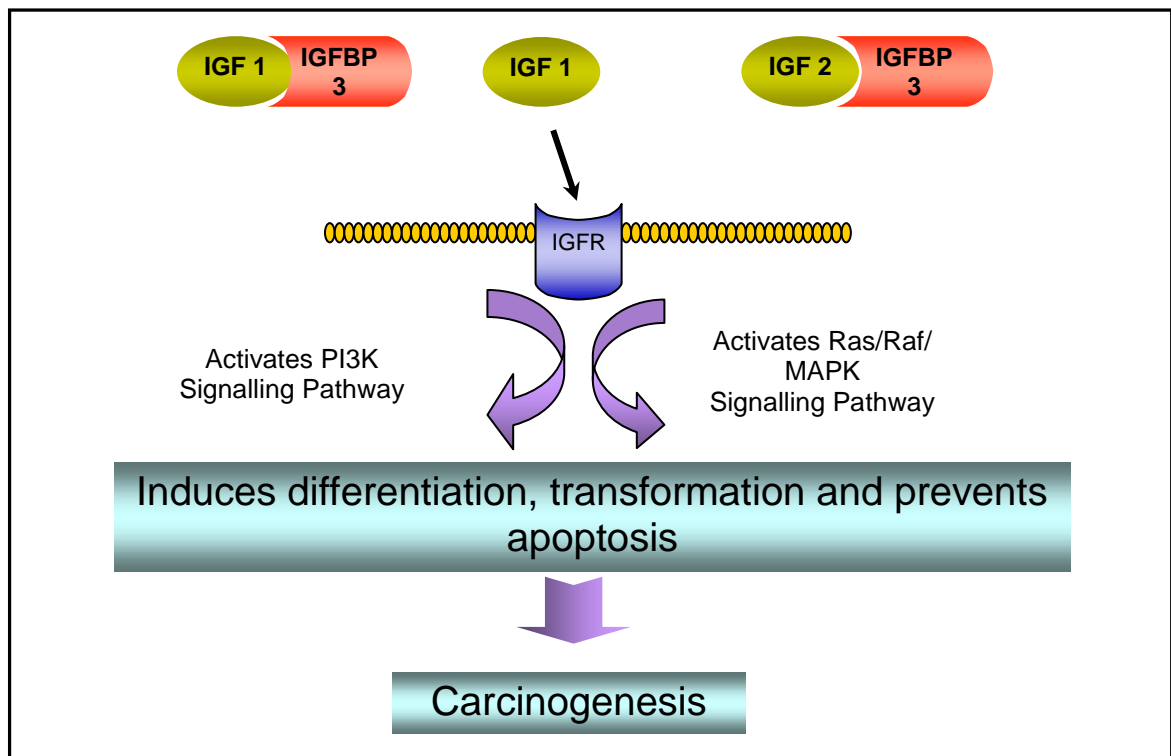 IGF 1
IGFBP
3
IGF 1
IGF 2
IGFBP
3
IGFR
Activates PI3K
Signalling Pathway
Activates Ras/Raf/
MAPK
Signalling Pathway
Induces differentiation, transformation and prevents
apoptosis
Carcinogenesis